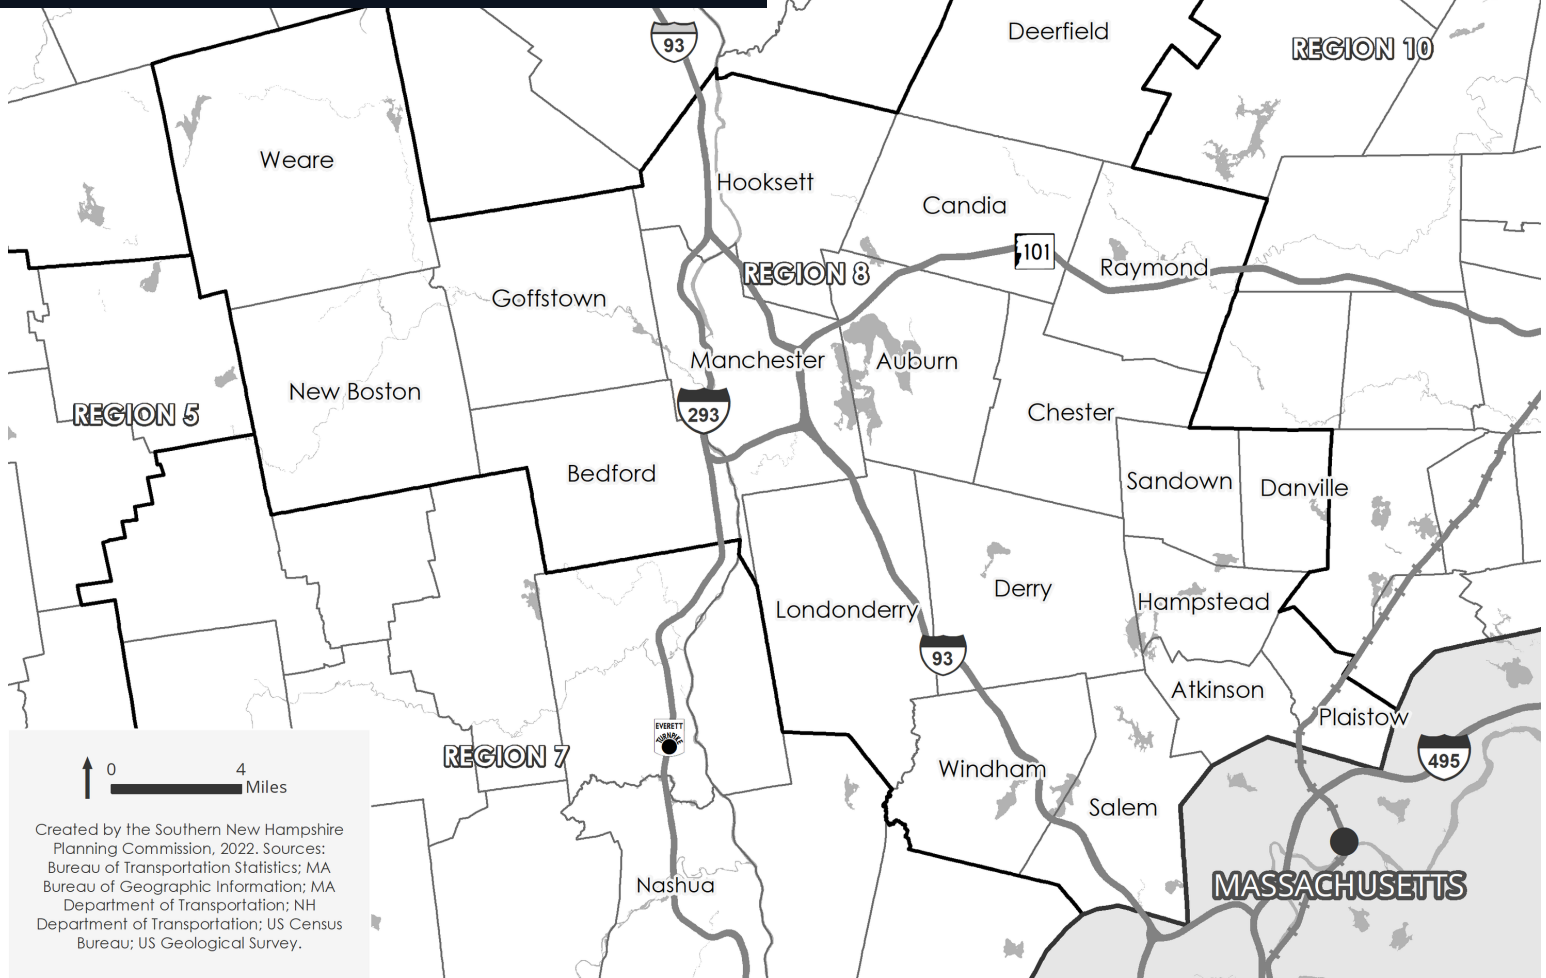 93
Deerfield
REGION 10
Weare
Hooksett
Candia
101
Raymond
REGION 8
Goffstown
Manchester
Auburn
New Boston
293
REGION 5
Chester
Bedford
Sandown
Danville
Derry
Hampstead
Londonderry
93
Atkinson
Plaistow
EVERETT
TURNPIKE
REGION 7
495
Windham
Salem
0 4
Miles
MASSACHUSETTS
Nashua
Created by the Southern New Hampshire
Planning Commission, 2022. Sources:
Bureau of Transportation Statistics; MA
Bureau of Geographic Information; MA
Department of Transportation; NH
Department of Transportation; US Census
Bureau; US Geological Survey.